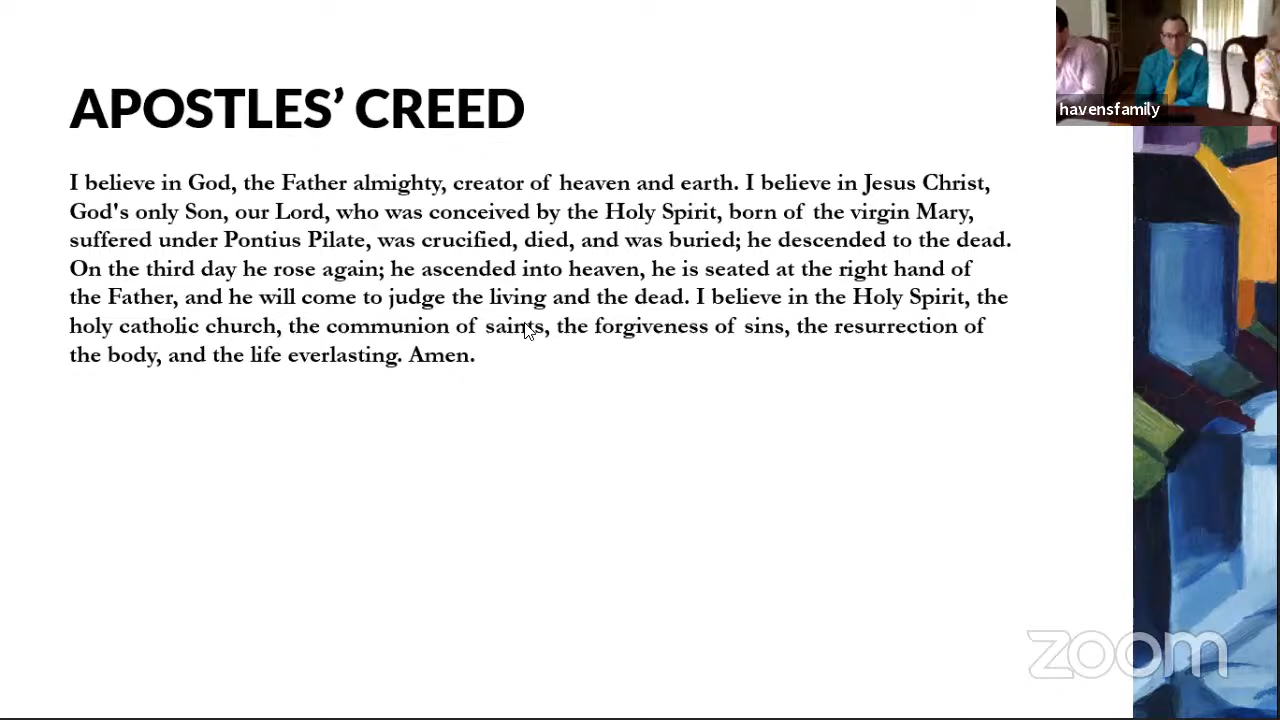 APOSTLES’ CREED
I believe in God, the Father almighty, creator of heaven and earth. I believe in Jesus Christ,
God's only Son, our Lord, who was conceived by the Holy Spirit, born of the virgin Mary,
suffered under Pontius Pilate, was crucified, died, and was buried; he descended to the dead.
On the third day he rose again; he ascended into heaven, he is seated at the right hand of
the Father, and he will come to judge the living and the dead. I believe in the Holy Spirit, the
holy catholic church, the communion of saints, the forgiveness of sins, the resurrection of
the body, and the life everlasting. Amen.
havensfamily
zoom